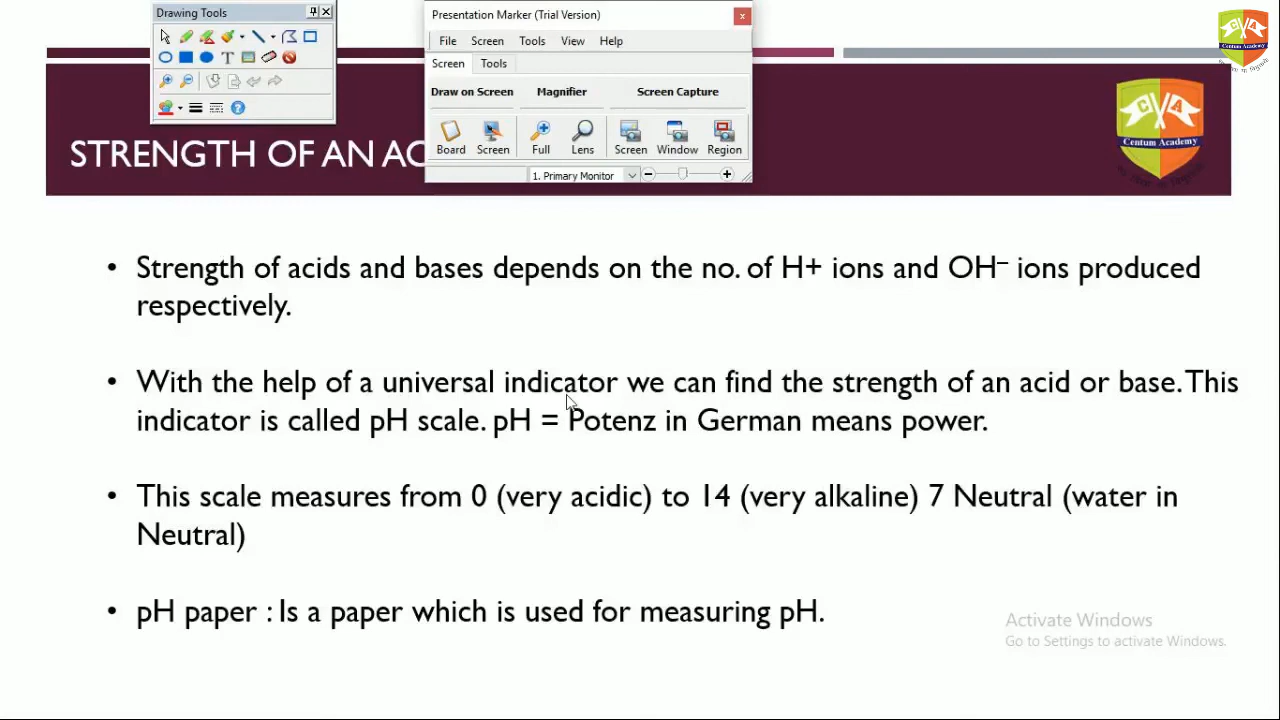 Drawing Tools
Presentation Marker (Trial Version)
File Screen Tools View Help
Screen Tools
Draw on Screen Magnifier Screen Capture
Board Screen Full Lens Screen Window Region
1. Primary Monitor
STRENGTH OF AN AC
CA
Centum Academy
CA
Centum Academy
• Strength of acids and bases depends on the no. of H+ ions and OH– ions produced
respectively.
• With the help of a universal indicator we can find the strength of an acid or base. This
indicator is called pH scale. pH = Potenz in German means power.
• This scale measures from 0 (very acidic) to 14 (very alkaline) 7 Neutral (water in
Neutral)
• pH paper : Is a paper which is used for measuring pH.
Activate Windows
Go to Settings to activate Windows.